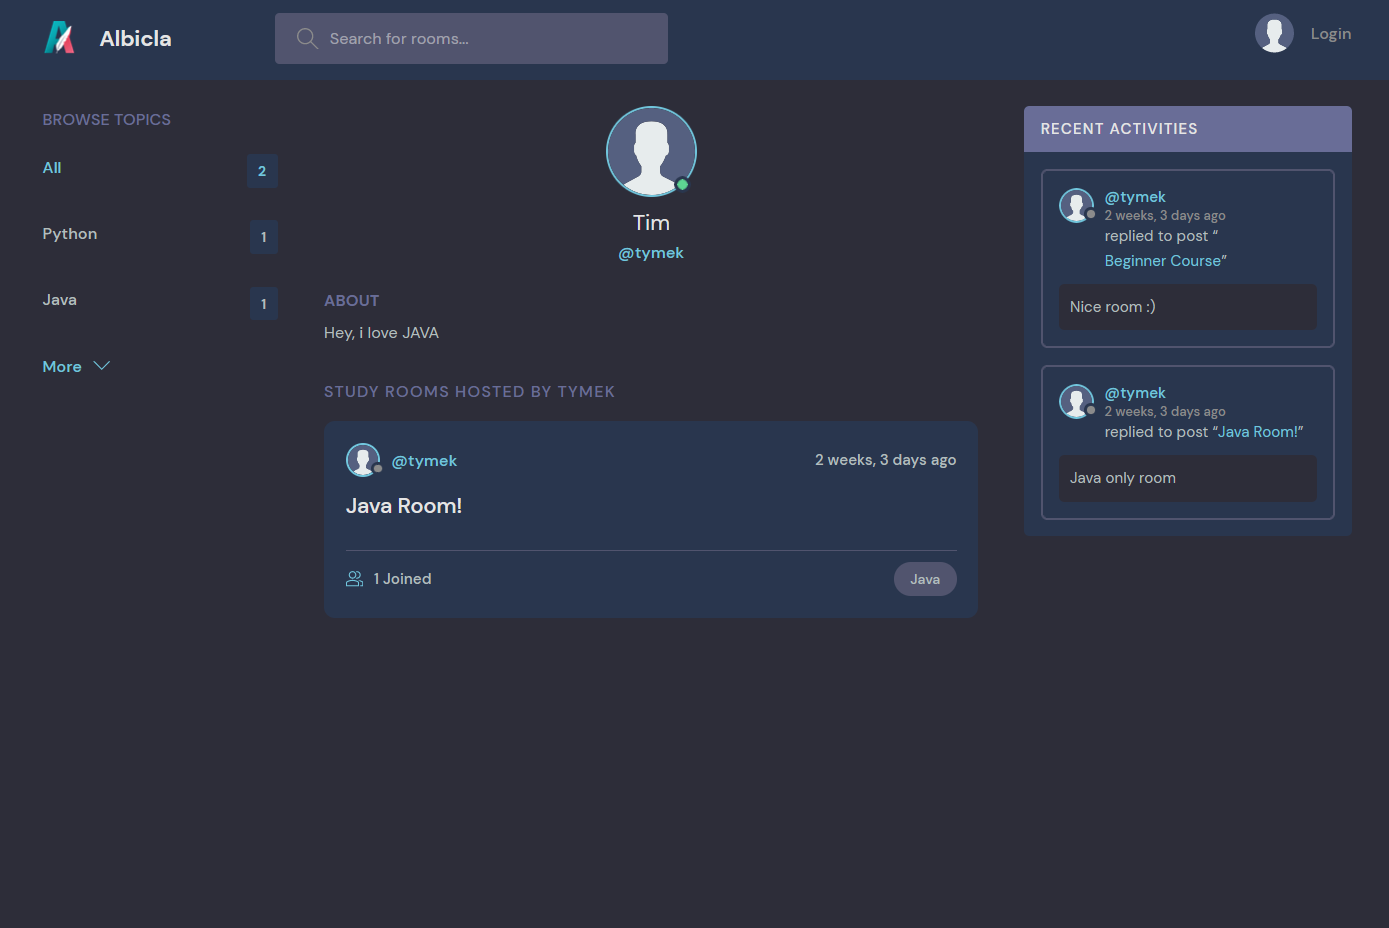 Albicla
Search for rooms...
Login
BROWSE TOPICS
All 2
Python 1
Java 1
More
Tim
@tymek
ABOUT
Hey, i love JAVA
STUDY ROOMS HOSTED BY TYMEK
@tymek 2 weeks, 3 days ago
Java Room!
1 Joined Java
RECENT ACTIVITIES
@tymek
2 weeks, 3 days ago
replied to post “
Beginner Course”
Nice room :)
@tymek
2 weeks, 3 days ago
replied to post “Java Room!”
Java only room